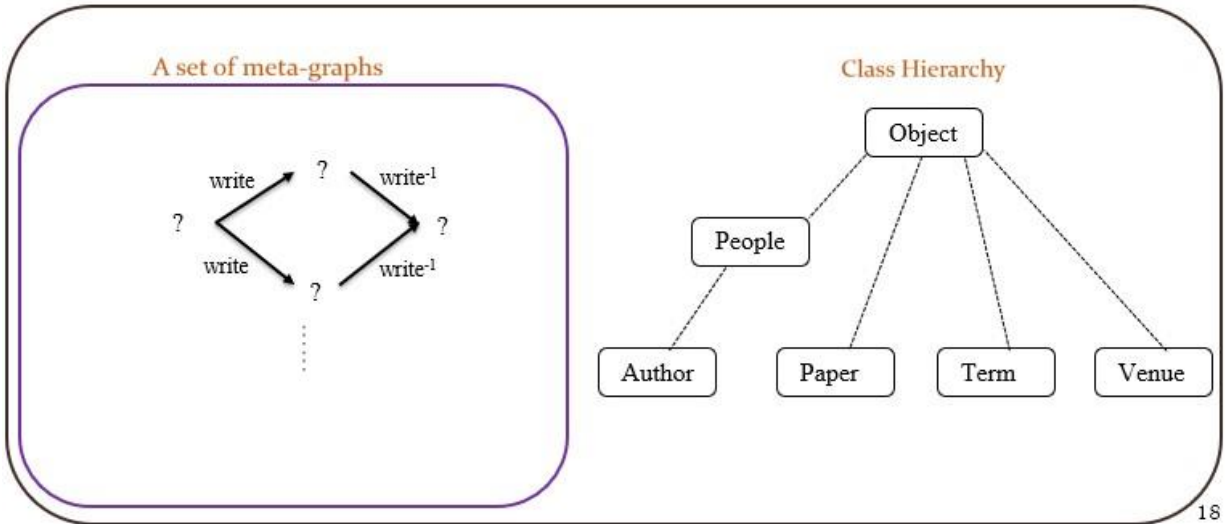 A set of meta-graphs
write
?
write⁻¹
?
?
write
write⁻¹
?
Class Hierarchy
Object
People
Author
Paper
Term
Venue
18